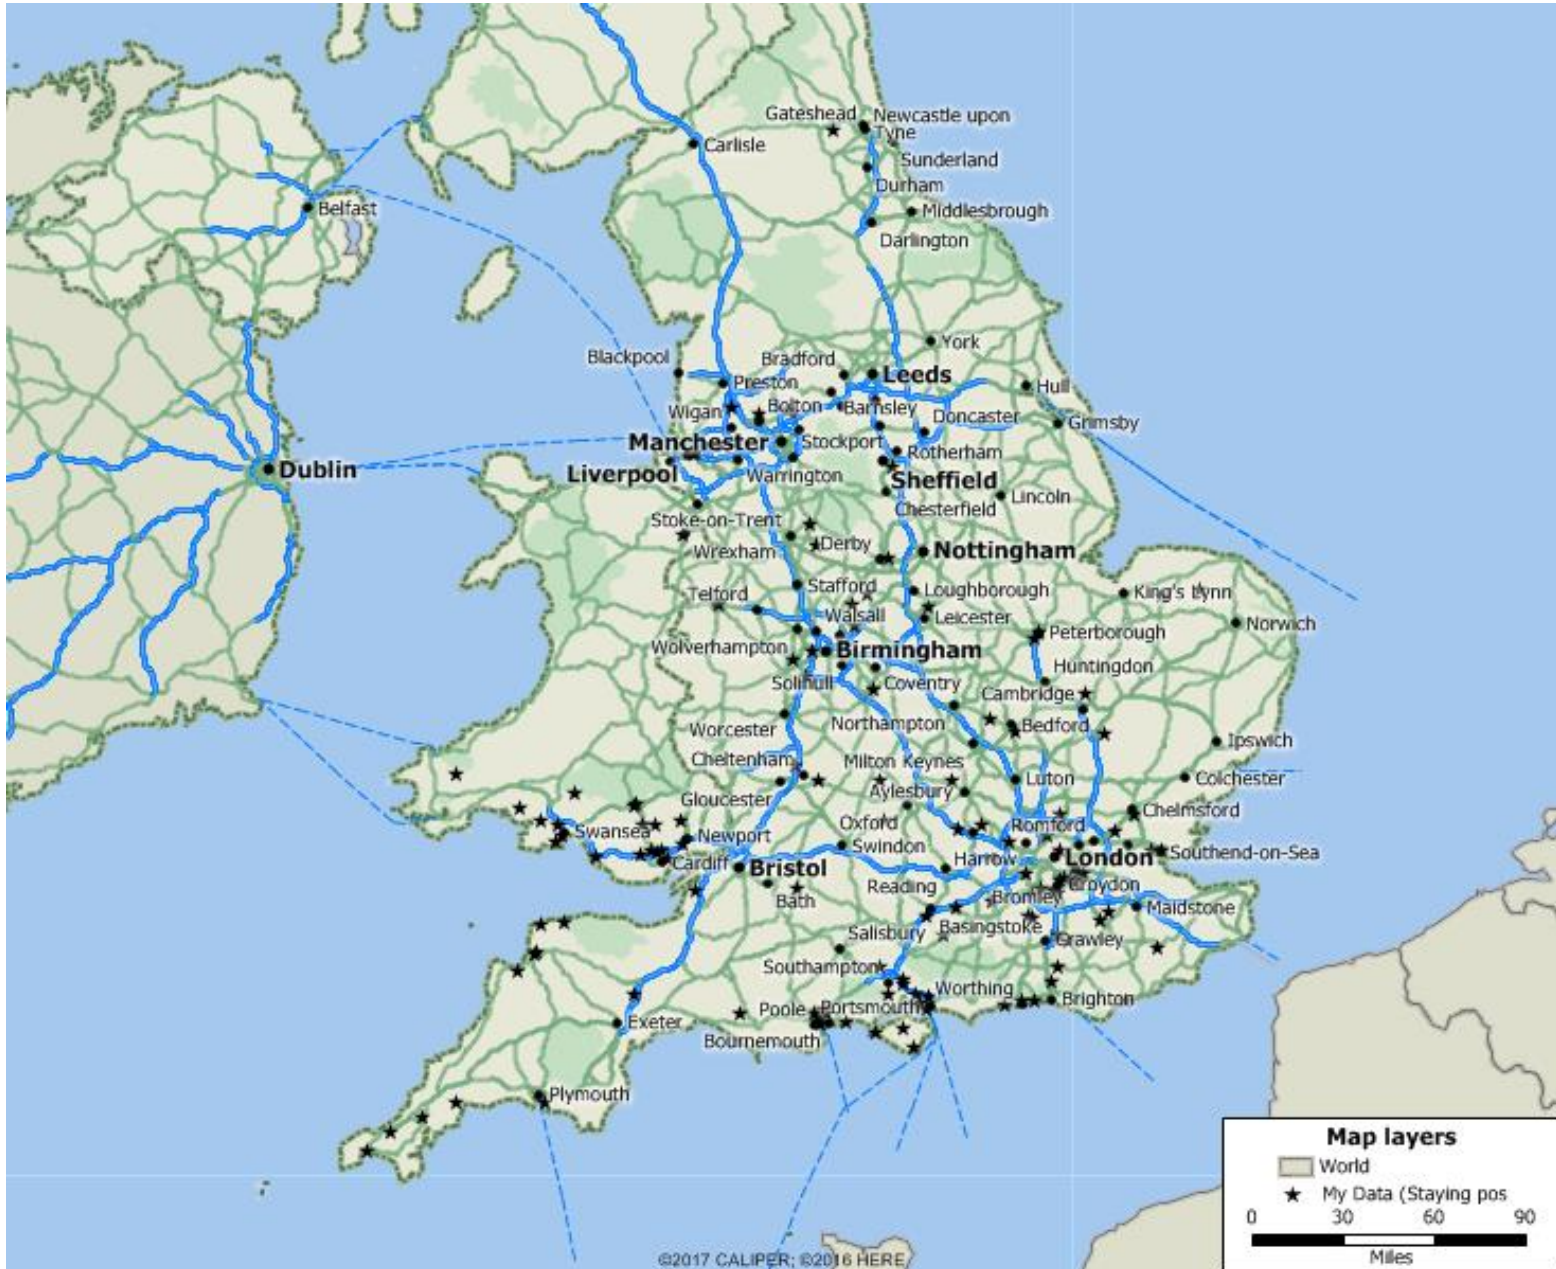 Gateshead
Newcastle upon
Tyne
Carlisle
Sunderland
Durham
Belfast
Middlesbrough
Darlington
York
Blackpool
Bradford
Leeds
Preston
Hull
Wigan
Bolton
Barnsley
Doncaster
Grimsby
Manchester
Stockport
Rotherham
Dublin
Liverpool
Warrington
Sheffield
Lincoln
Chesterfield
Stoke-on-Trent
Wrexham
Derby
Nottingham
Telford
Stafford
Loughborough
King's Lynn
Walsall
Leicester
Norwich
Peterborough
Wolverhampton
Birmingham
Huntingdon
Solihull
Coventry
Cambridge
Worcester
Northampton
Bedford
Ipswich
Cheltenham
Milton Keynes
Luton
Colchester
Gloucester
Aylesbury
Chelmsford
Oxford
Romford
Swansea
Newport
Swindon
Harrow
London
Southend-on-Sea
Cardiff
Bristol
Reading
Croydon
Bath
Bromley
Maidstone
Salisbury
Basingstoke
Crawley
Southampton
Worthing
Brighton
Poole
Portsmouth
Exeter
Bournemouth
Plymouth
Map layers
World
My Data (Staying pos
0 30 60 90
Miles
©2017 CALIPER; ©2016 HERE